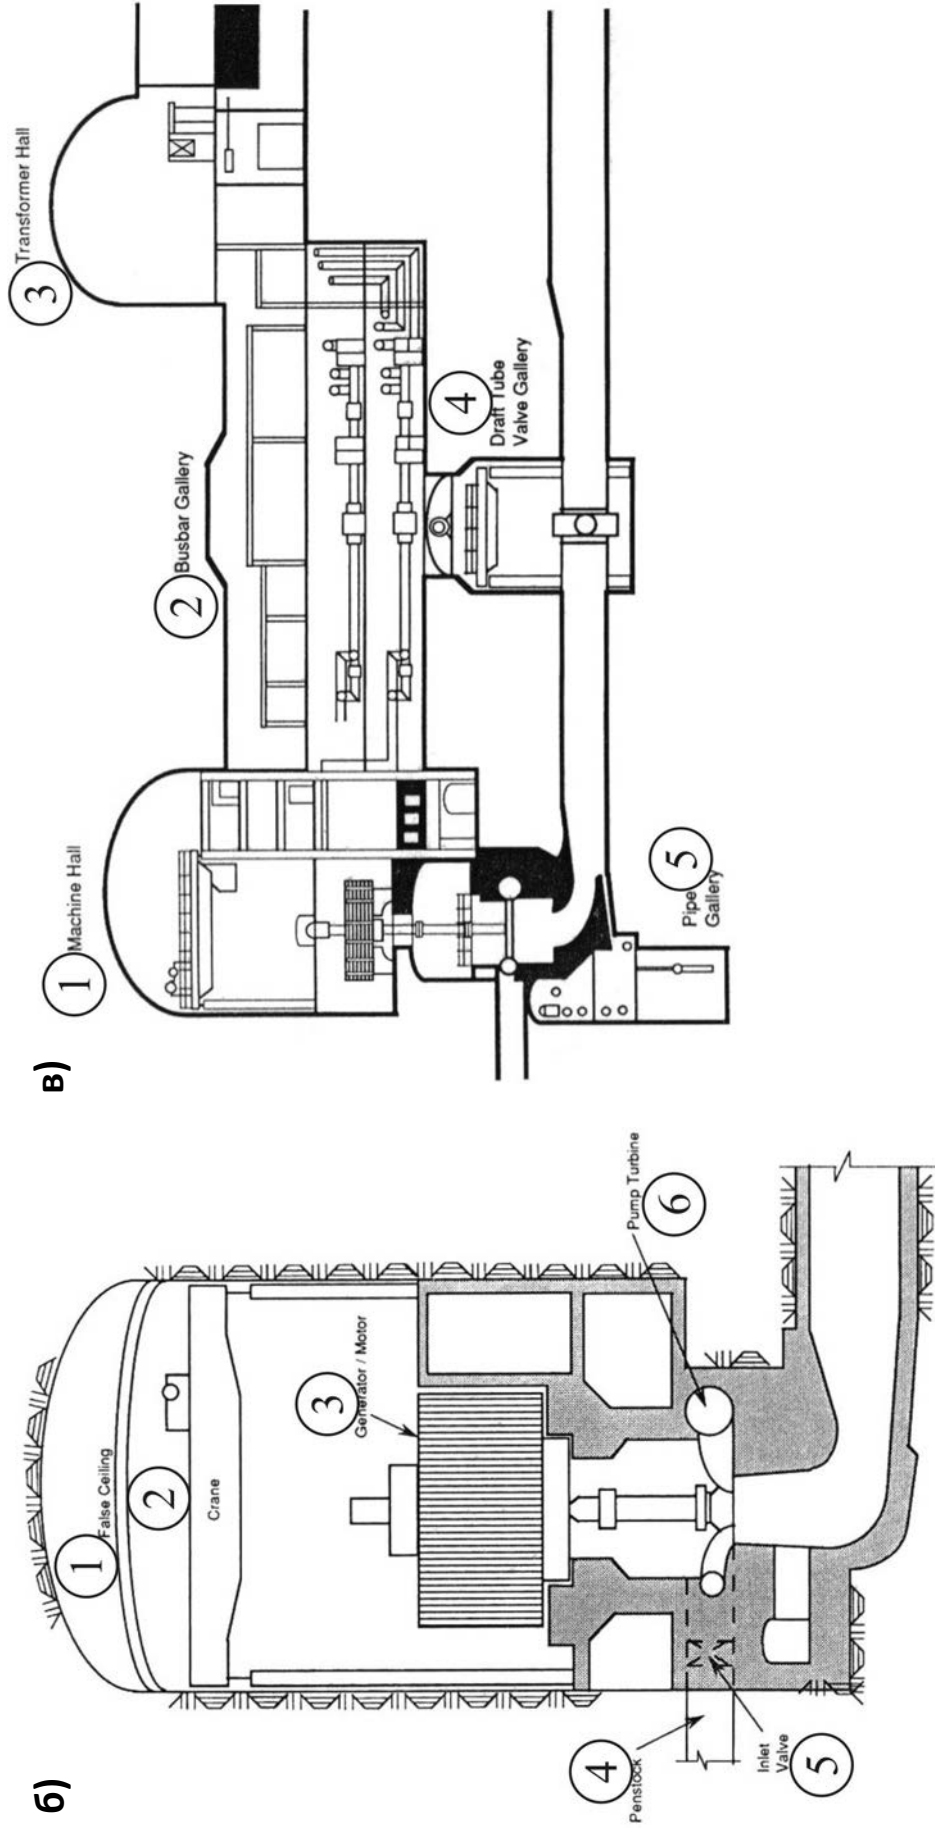 б)
1
False Ceiling
2
Crane
3
Generator / Motor
4
Penstock
5
Inlet
Valve
6
Pump Turbine
в)
1
Machine Hall
2
Busbar Gallery
3
Transformer Hall
4
Draft Tube
Valve Gallery
5
Pipe
Gallery